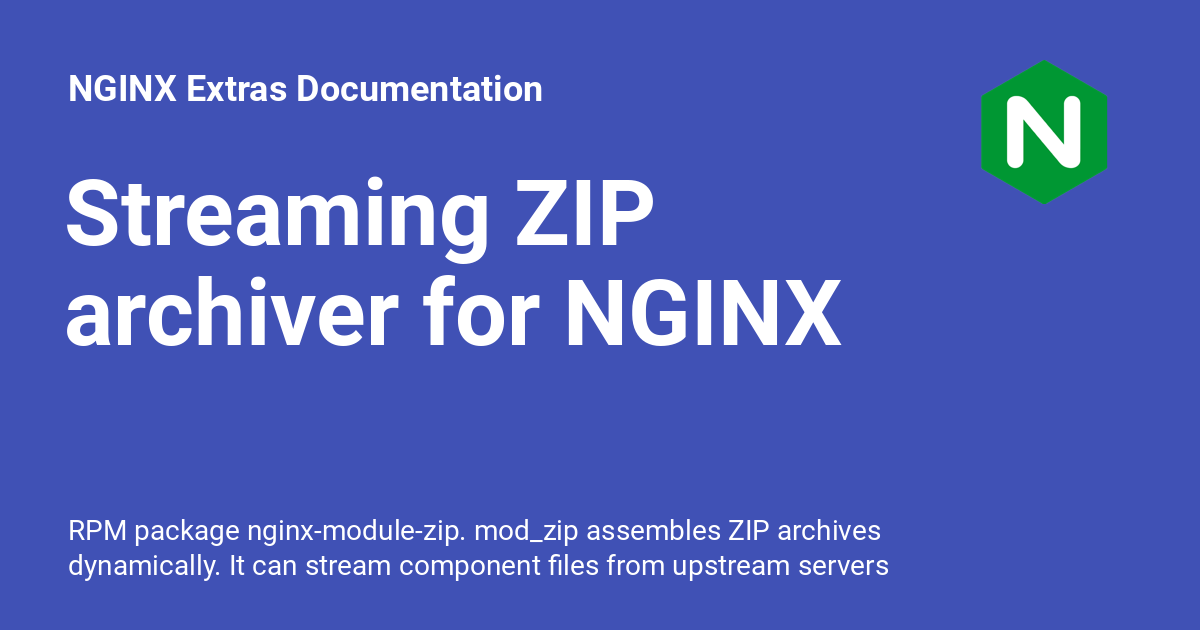 NGINX Extras Documentation
N
Streaming ZIP
archiver for NGINX
RPM package nginx-module-zip. mod_zip assembles ZIP archives
dynamically. It can stream component files from upstream servers